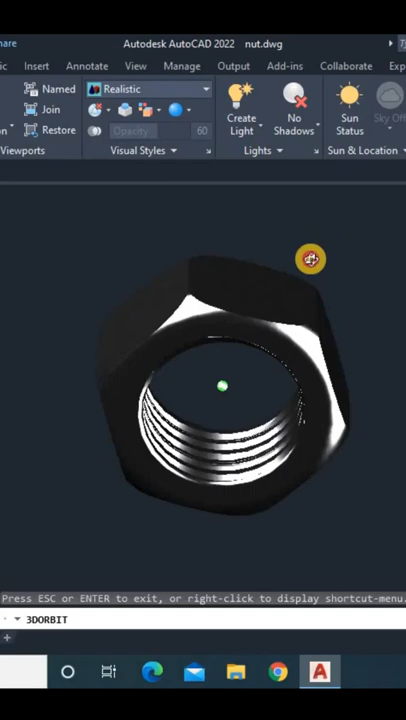 hare
Autodesk AutoCAD 2022 nut.dwg
Insert Annotate View Manage Output Add-ins Collaborate Exp
Named
Join
Restore
Viewports
Realistic
Opacity 60
Visual Styles
Create
Light
No
Shadows
Lights
Sun
Status
Sky Off
Sun & Location
Press ESC or ENTER to exit, or right-click to display shortcut-menu.
3DORBIT
+